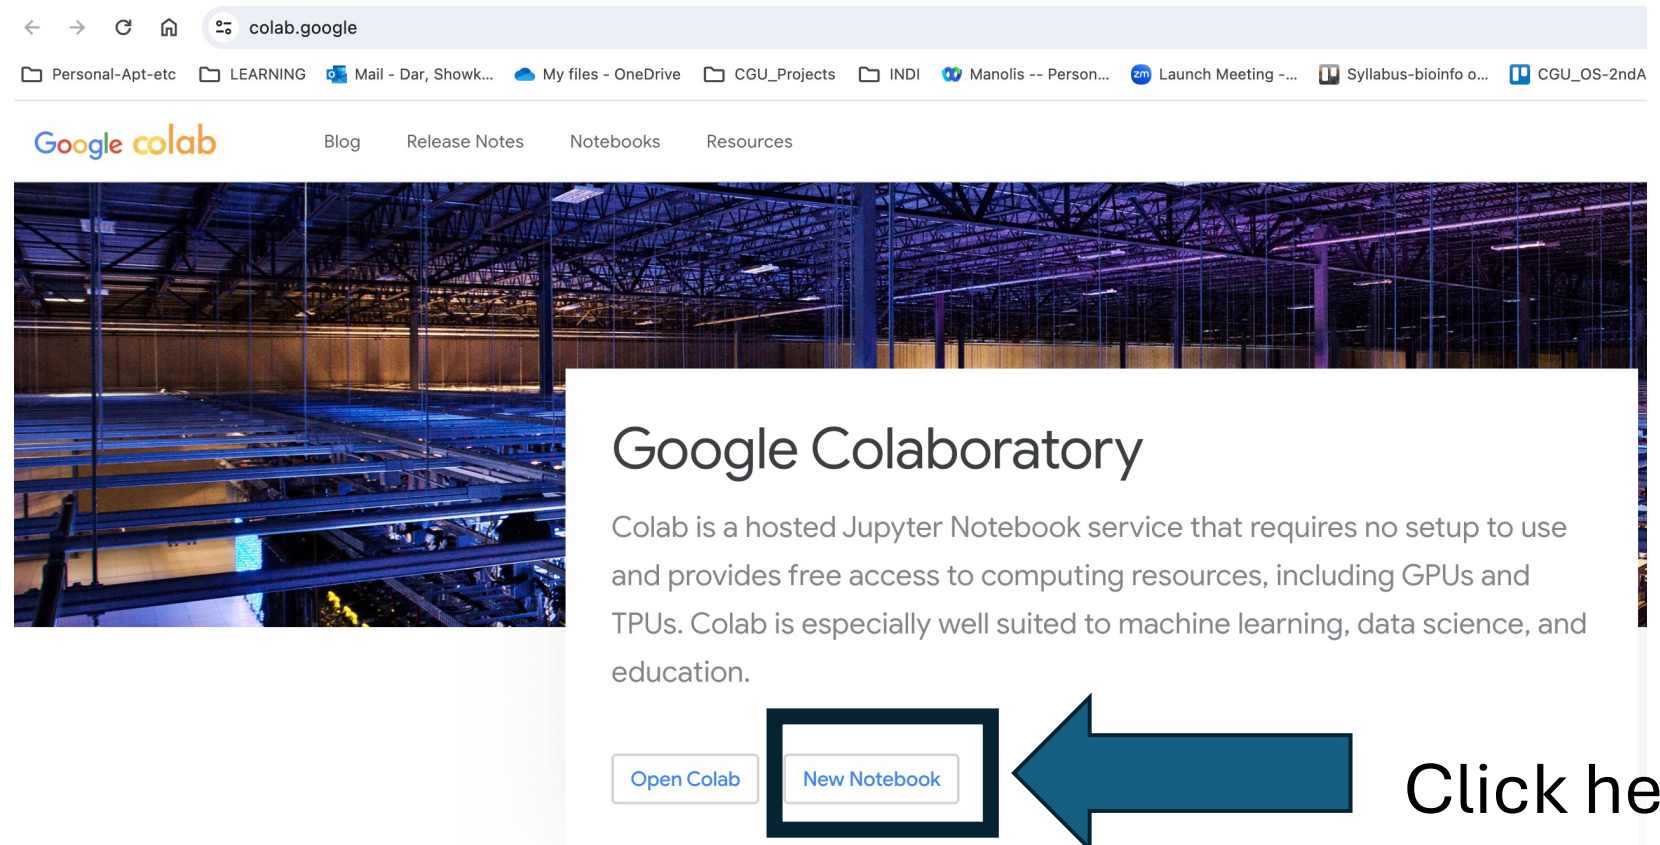 colab.google
Personal-Apt-etc LEARNING Mail - Dar, Showk... My files - OneDrive CGU_Projects INDI Manolis -- Person... zm Launch Meeting -... Syllabus-bioinfo o... CGU_OS-2ndA
Google colab Blog Release Notes Notebooks Resources
Google Colaboratory
Colab is a hosted Jupyter Notebook service that requires no setup to use
and provides free access to computing resources, including GPUs and
TPUs. Colab is especially well suited to machine learning, data science, and
education.
Open Colab New Notebook Click he